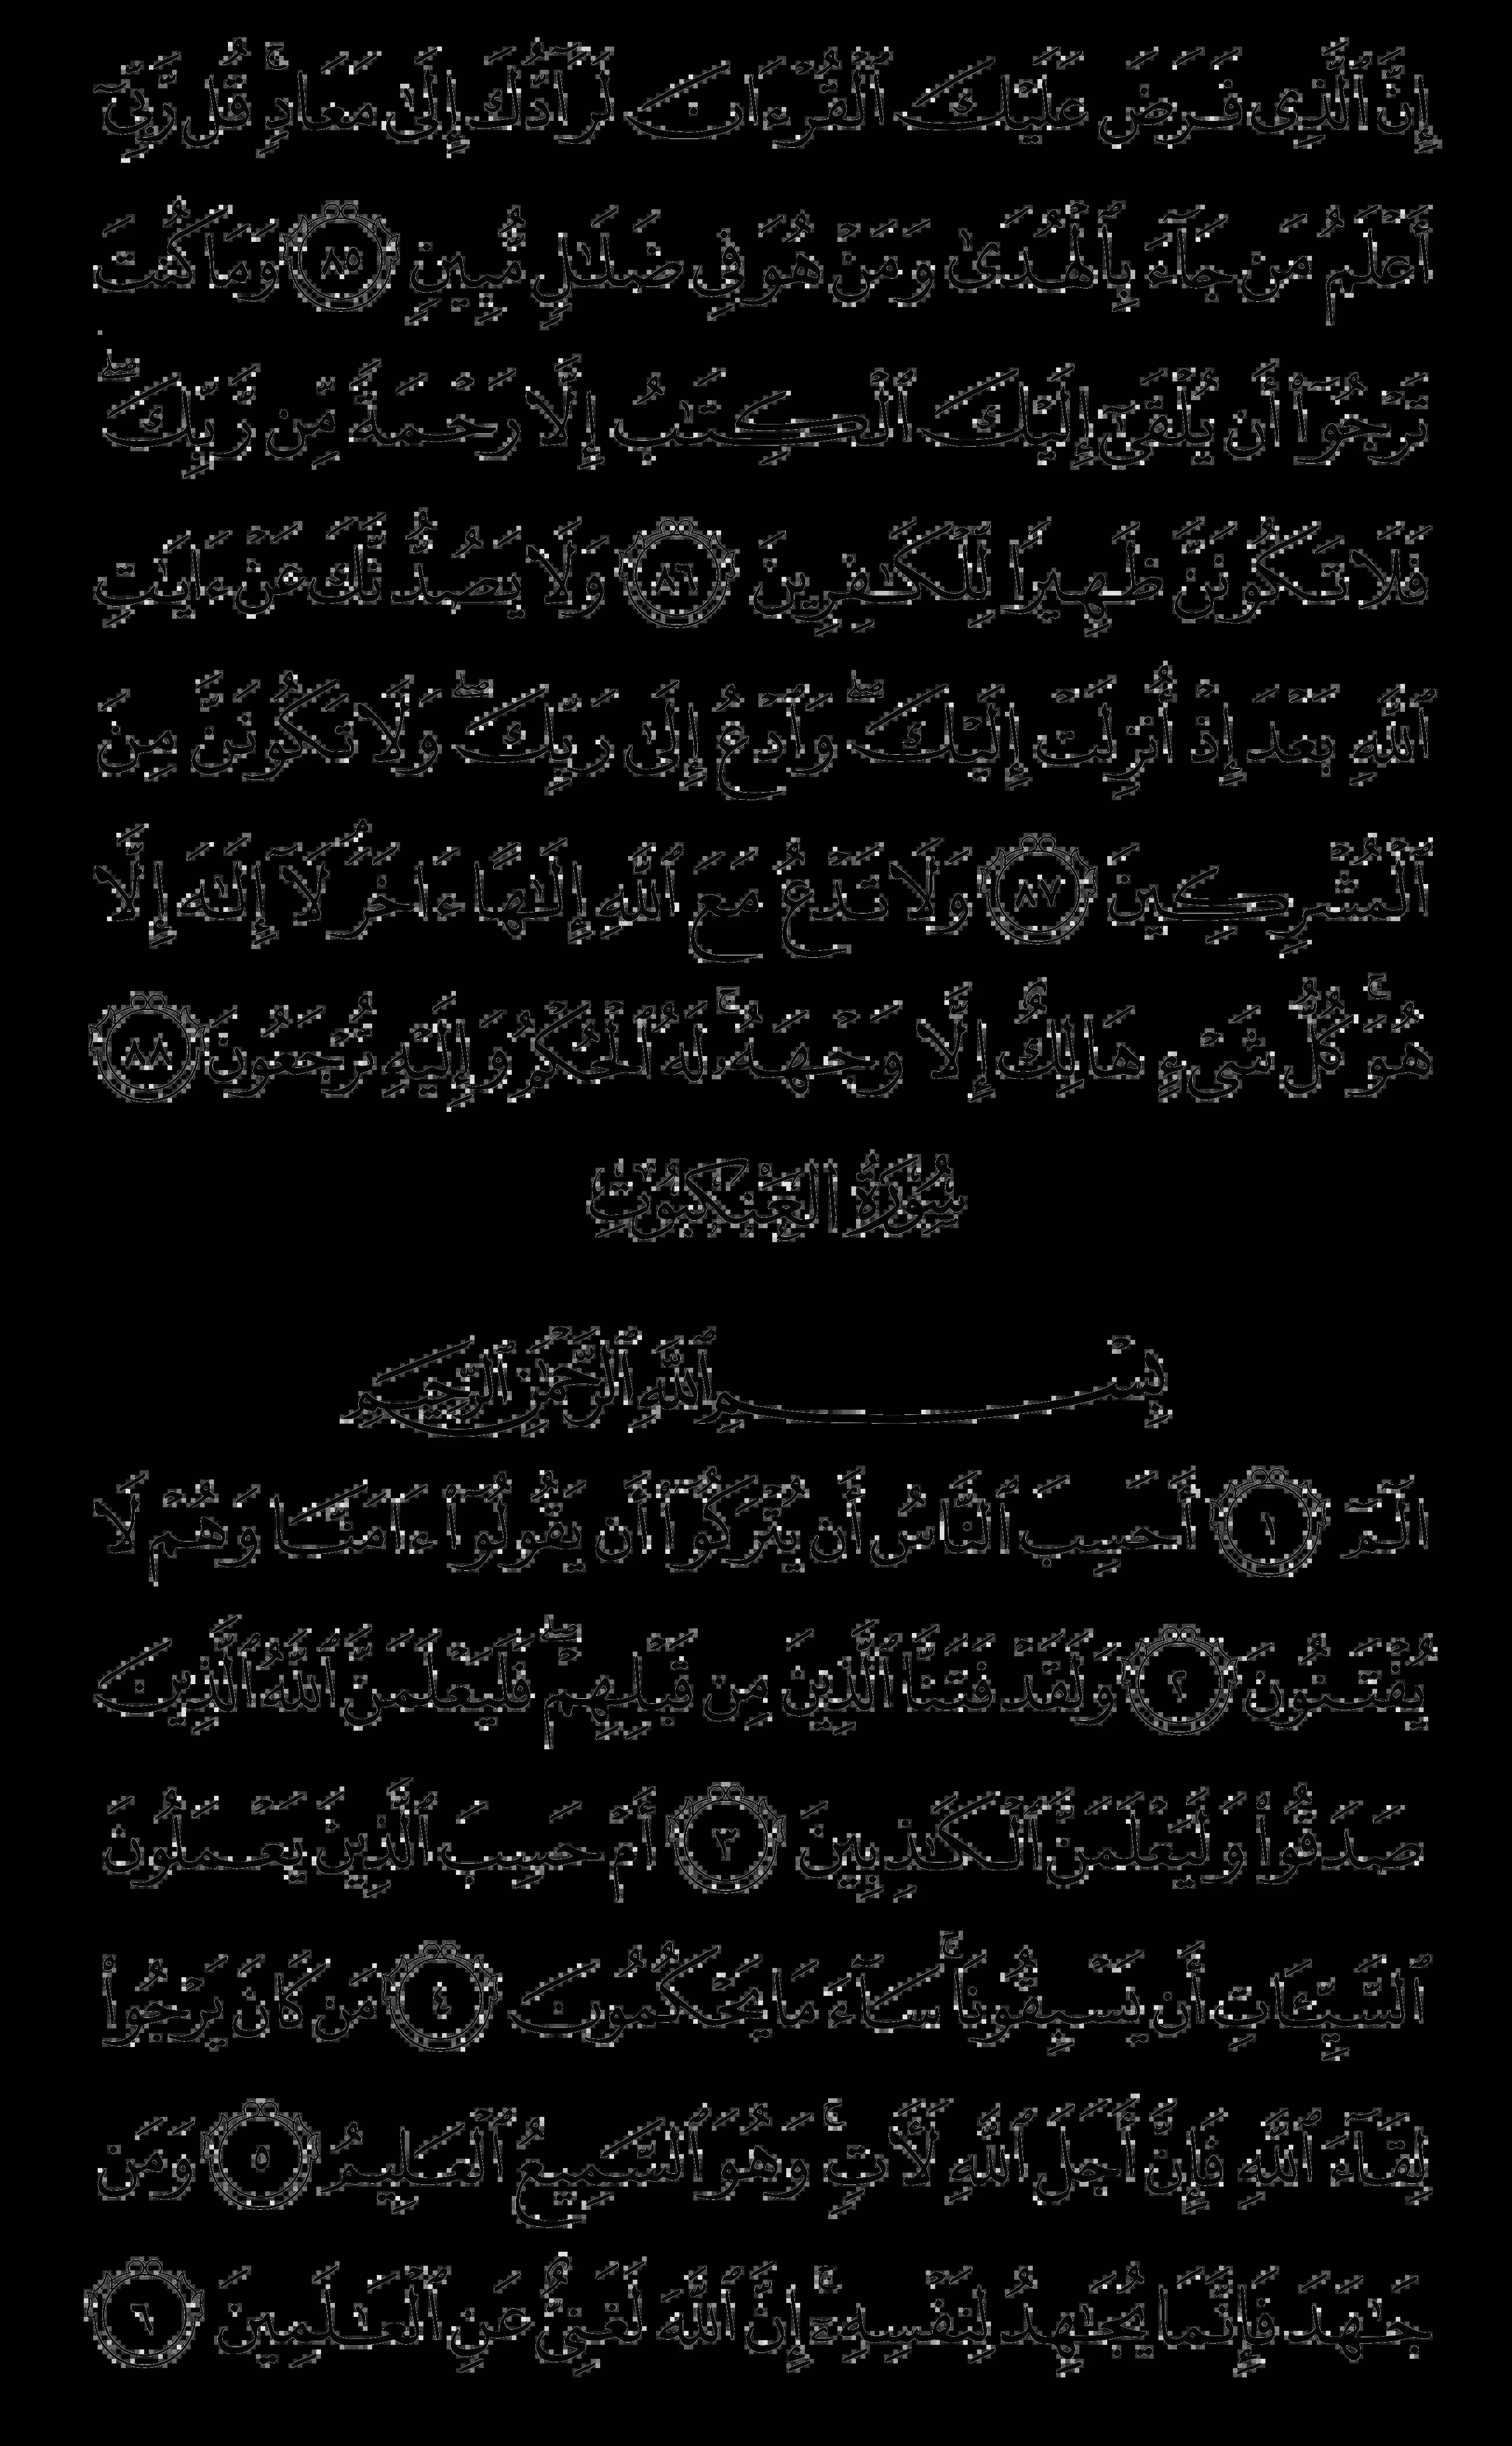 إِنَّ ٱلَّذِى فَرَضَ عَلَيْكَ ٱلْقُرْءَانَ لَرَآدُّكَ إِلَىٰ مَعَادٍ ۚ قُل رَّبِّىٓ
أَعْلَمُ مَن جَآءَ بِٱلْهُدَىٰ وَمَنْ هُوَ فِى ضَلَـٰلٍ مُّبِينٍ ٨٥ وَمَا كُنتَ
تَرْجُوٓا۟ أَن يُلْقَىٰٓ إِلَيْكَ ٱلْكِتَـٰبُ إِلَّا رَحْمَةً مِّن رَّبِّكَ ۖ
فَلَا تَكُونَنَّ ظَهِيرًا لِّلْكَـٰفِرِينَ ٨٦ وَلَا يَصُدُّنَّكَ عَنْ ءَايَـٰتِ
ٱللَّهِ بَعْدَ إِذْ أُنزِلَتْ إِلَيْكَ ۖ وَٱدْعُ إِلَىٰ رَبِّكَ ۖ وَلَا تَكُونَنَّ مِنَ
ٱلْمُشْرِكِينَ ٨٧ وَلَا تَدْعُ مَعَ ٱللَّهِ إِلَـٰهًا ءَاخَرَ ۘ لَآ إِلَـٰهَ إِلَّا
هُوَ ۚ كُلُّ شَىْءٍ هَالِكٌ إِلَّا وَجْهَهُۥ ۚ لَهُ ٱلْحُكْمُ وَإِلَيْهِ تُرْجَعُونَ ٨٨
سُورَةُ العَنكَبُوتِ
بِسْمِ ٱللَّهِ ٱلرَّحْمَـٰنِ ٱلرَّحِيمِ
الٓمٓ ١ أَحَسِبَ ٱلنَّاسُ أَن يُتْرَكُوٓا۟ أَن يَقُولُوٓا۟ ءَامَنَّا وَهُمْ لَا
يُفْتَنُونَ ٢ وَلَقَدْ فَتَنَّا ٱلَّذِينَ مِن قَبْلِهِمْ ۖ فَلَيَعْلَمَنَّ ٱللَّهُ ٱلَّذِينَ
صَدَقُوا۟ وَلَيَعْلَمَنَّ ٱلْكَـٰذِبِينَ ٣ أَمْ حَسِبَ ٱلَّذِينَ يَعْمَلُونَ
ٱلسَّيِّـَٔاتِ أَن يَسْبِقُونَا ۚ سَآءَ مَا يَحْكُمُونَ ٤ مَن كَانَ يَرْجُوا۟
لِقَآءَ ٱللَّهِ فَإِنَّ أَجَلَ ٱللَّهِ لَـَٔاتٍ ۚ وَهُوَ ٱلسَّمِيعُ ٱلْعَلِيمُ ٥ وَمَن
جَـٰهَدَ فَإِنَّمَا يُجَـٰهِدُ لِنَفْسِهِۦٓ ۚ إِنَّ ٱللَّهَ لَغَنِىٌّ عَنِ ٱلْعَـٰلَمِينَ ٦